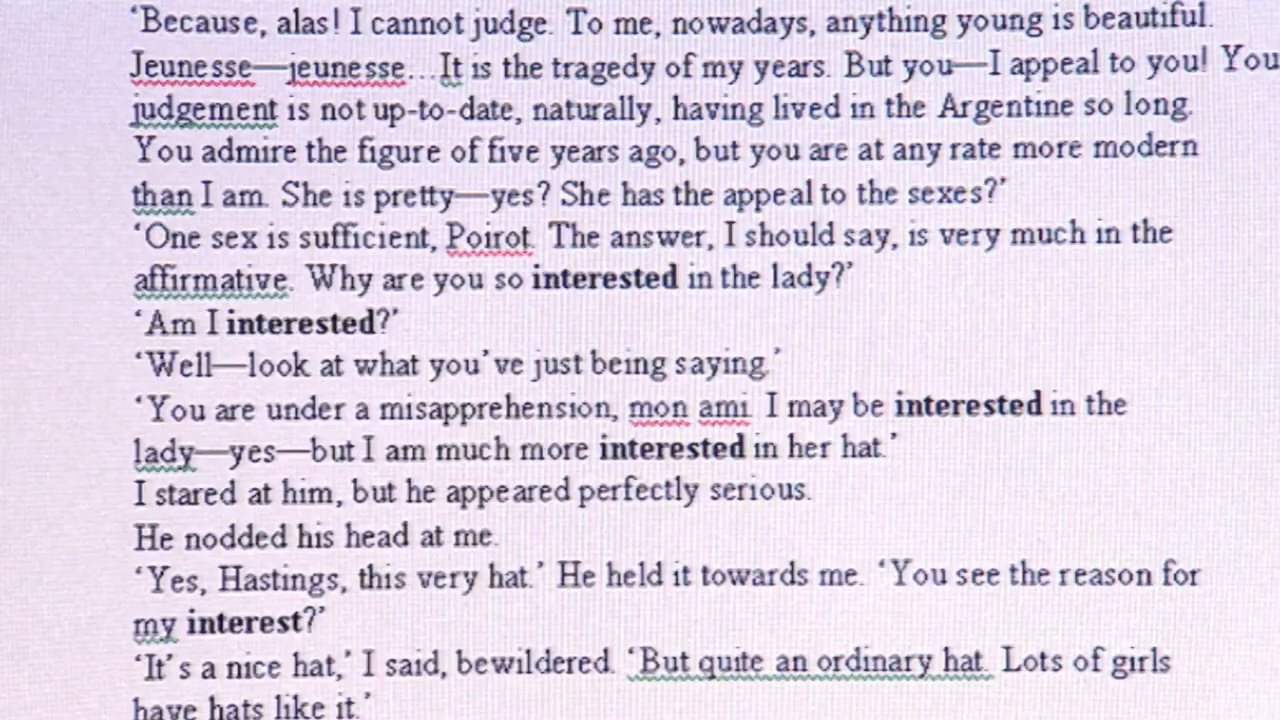 ‘Because, alas! I cannot judge. To me, nowadays, anything young is beautiful.
Jeunesse—jeunesse…It is the tragedy of my years. But you—I appeal to you! You
judgement is not up-to-date, naturally, having lived in the Argentine so long.
You admire the figure of five years ago, but you are at any rate more modern
than I am. She is pretty—yes? She has the appeal to the sexes?’
‘One sex is sufficient, Poirot. The answer, I should say, is very much in the
affirmative. Why are you so interested in the lady?’
‘Am I interested?’
‘Well—look at what you’ve just being saying.’
‘You are under a misapprehension, mon ami. I may be interested in the
lady—yes—but I am much more interested in her hat.’
I stared at him, but he appeared perfectly serious.
He nodded his head at me.
‘Yes, Hastings, this very hat.’ He held it towards me. ‘You see the reason for
my interest?’
‘It’s a nice hat,’ I said, bewildered. ‘But quite an ordinary hat. Lots of girls
have hats like it.’